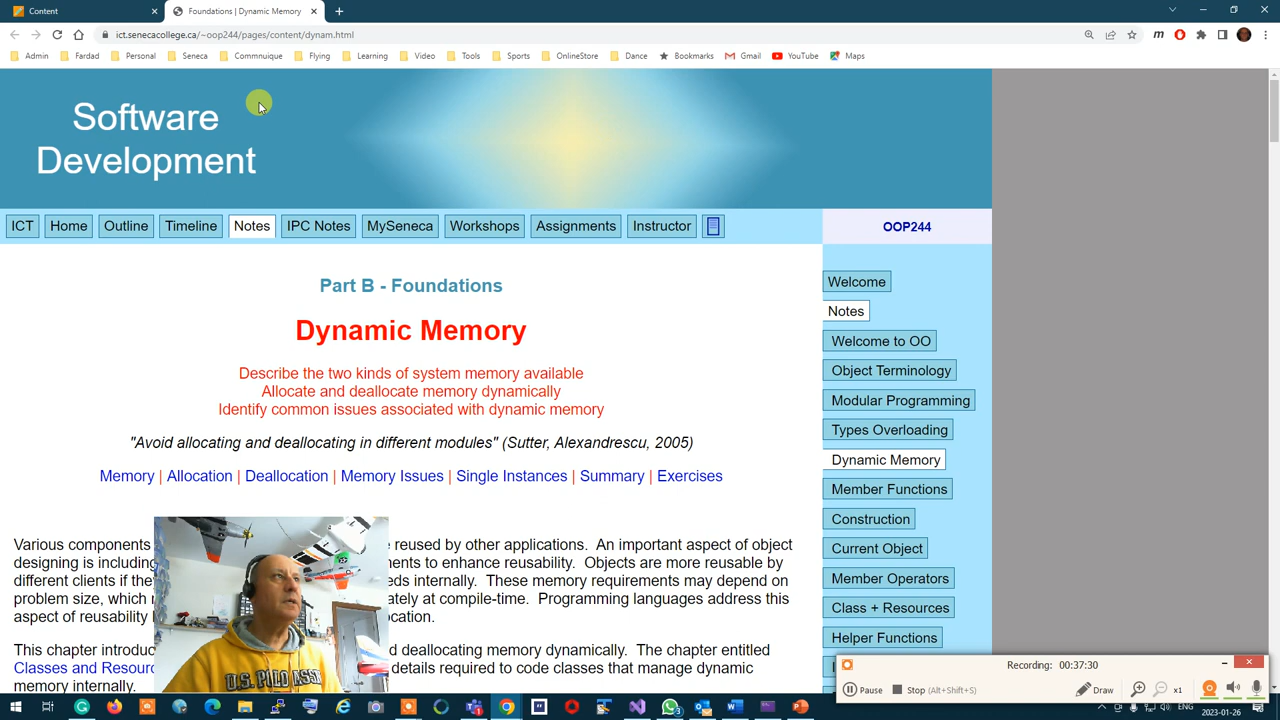 Content
Foundations | Dynamic Memory
ict.senecacollege.ca/~oop244/pages/content/dynam.html
Admin Fardad Personal Seneca Commnuique Flying Learning Video Tools Sports OnlineStore Dance Bookmarks Gmail YouTube Maps
Software
Development
ICT Home Outline Timeline Notes IPC Notes MySeneca Workshops Assignments Instructor
OOP244
Part B - Foundations
Dynamic Memory
Describe the two kinds of system memory available
Allocate and deallocate memory dynamically
Identify common issues associated with dynamic memory
"Avoid allocating and deallocating in different modules" (Sutter, Alexandrescu, 2005)
Memory | Allocation | Deallocation | Memory Issues | Single Instances | Summary | Exercises
Various components reused by other applications. An important aspect of object
designing is including ents to enhance reusability. Objects are more reusable by
different clients if they eds internally. These memory requirements may depend on
problem size, which ately at compile-time. Programming languages address this
aspect of reusability ocation.
This chapter introduc d deallocating memory dynamically. The chapter entitled
Classes and Resourc details required to code classes that manage dynamic
memory internally.
Welcome
Notes
Welcome to OO
Object Terminology
Modular Programming
Types Overloading
Dynamic Memory
Member Functions
Construction
Current Object
Member Operators
Class + Resources
Helper Functions
U.S. POLO ASS
Recording: 00:37:30
Pause Stop (Alt+Shift+S) Draw x1
ENG
2023-01-26